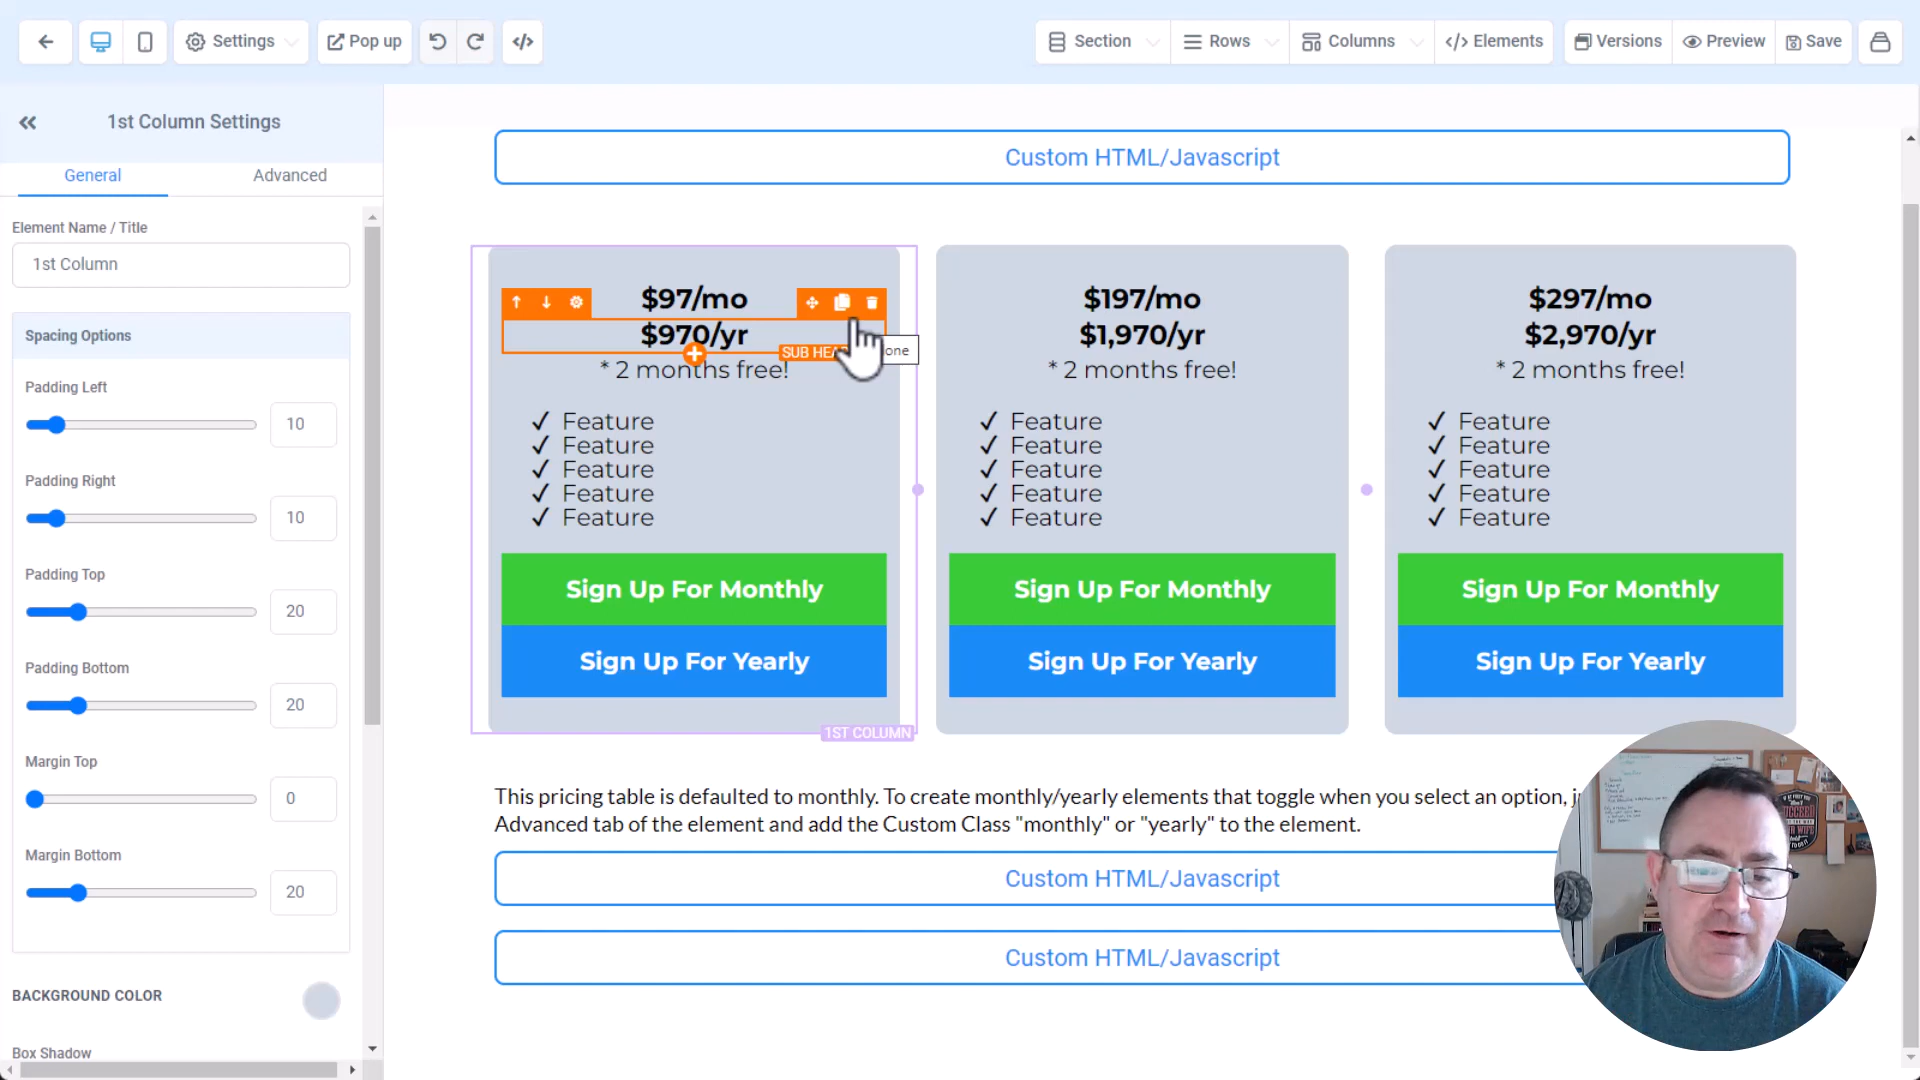 Settings
Pop up
Section
Rows
Columns
Elements
Versions
Preview
Save
1st Column Settings
General
Advanced
Element Name / Title
1st Column
Spacing Options
Padding Left
10
Padding Right
10
Padding Top
20
Padding Bottom
20
Margin Top
0
Margin Bottom
20
BACKGROUND COLOR
Box Shadow
Custom HTML/Javascript
$97/mo
$970/yr
SUB HEA
one
* 2 months free!
✓ Feature
✓ Feature
✓ Feature
✓ Feature
✓ Feature
Sign Up For Monthly
Sign Up For Yearly
1ST COLUMN
$197/mo
$1,970/yr
* 2 months free!
✓ Feature
✓ Feature
✓ Feature
✓ Feature
✓ Feature
Sign Up For Monthly
Sign Up For Yearly
$297/mo
$2,970/yr
* 2 months free!
✓ Feature
✓ Feature
✓ Feature
✓ Feature
✓ Feature
Sign Up For Monthly
Sign Up For Yearly
This pricing table is defaulted to monthly. To create monthly/yearly elements that toggle when you select an option,
Advanced tab of the element and add the Custom Class "monthly" or "yearly" to the element.
Custom HTML/Javascript
Custom HTML/Javascript